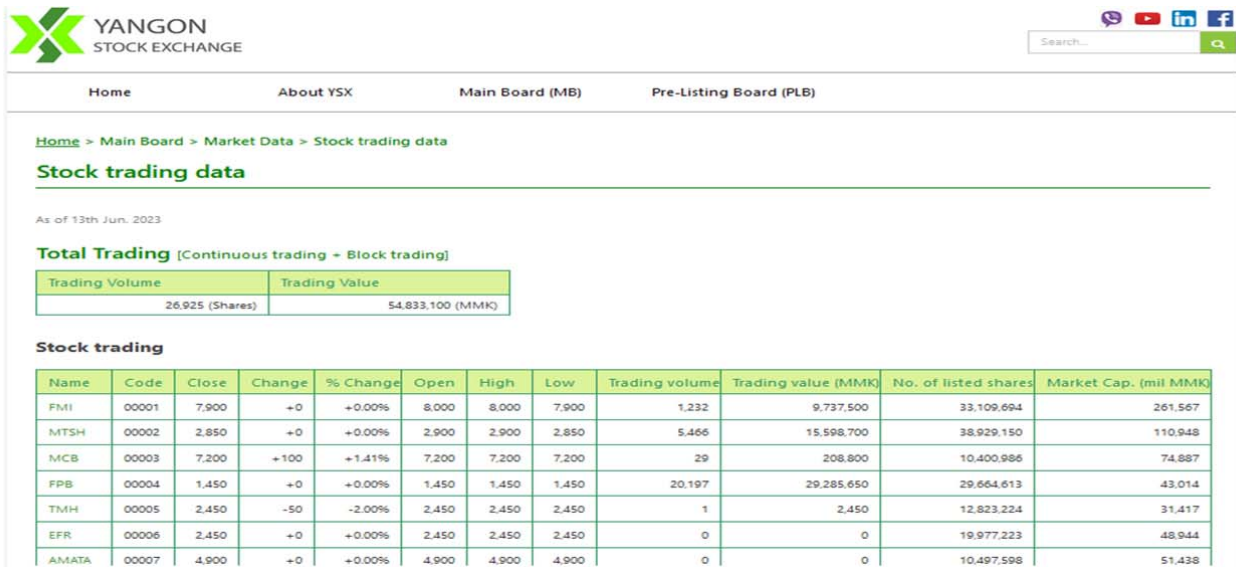 YANGON
STOCK EXCHANGE
Search...
Home About YSX Main Board (MB) Pre-Listing Board (PLB)
Home > Main Board > Market Data > Stock trading data
Stock trading data
As of 13th Jun. 2023
Total Trading [Continuous trading + Block trading]
Trading Volume Trading Value
26,925 (Shares) 54,833,100 (MMK)
Stock trading
Name Code Close Change % Change Open High Low Trading volume Trading value (MMK) No. of listed shares Market Cap. (mil MMK)
FMI 00001 7,900 +0 +0.00% 8,000 8,000 7,900 1,232 9,737,500 33,109,694 261,567
MTSH 00002 2,850 +0 +0.00% 2,900 2,900 2,850 5,466 15,598,700 38,929,150 110,948
MCB 00003 7,200 +100 +1.41% 7,200 7,200 7,200 29 208,800 10,400,986 74,887
FPB 00004 1,450 +0 +0.00% 1,450 1,450 1,450 20,197 29,285,650 29,664,613 43,014
TMH 00005 2,450 -50 -2.00% 2,450 2,450 2,450 1 2,450 12,823,224 31,417
EFR 00006 2,450 +0 +0.00% 2,450 2,450 2,450 0 0 19,977,223 48,944
AMATA 00007 4,900 +0 +0.00% 4,900 4,900 4,900 0 0 10,497,598 51,438